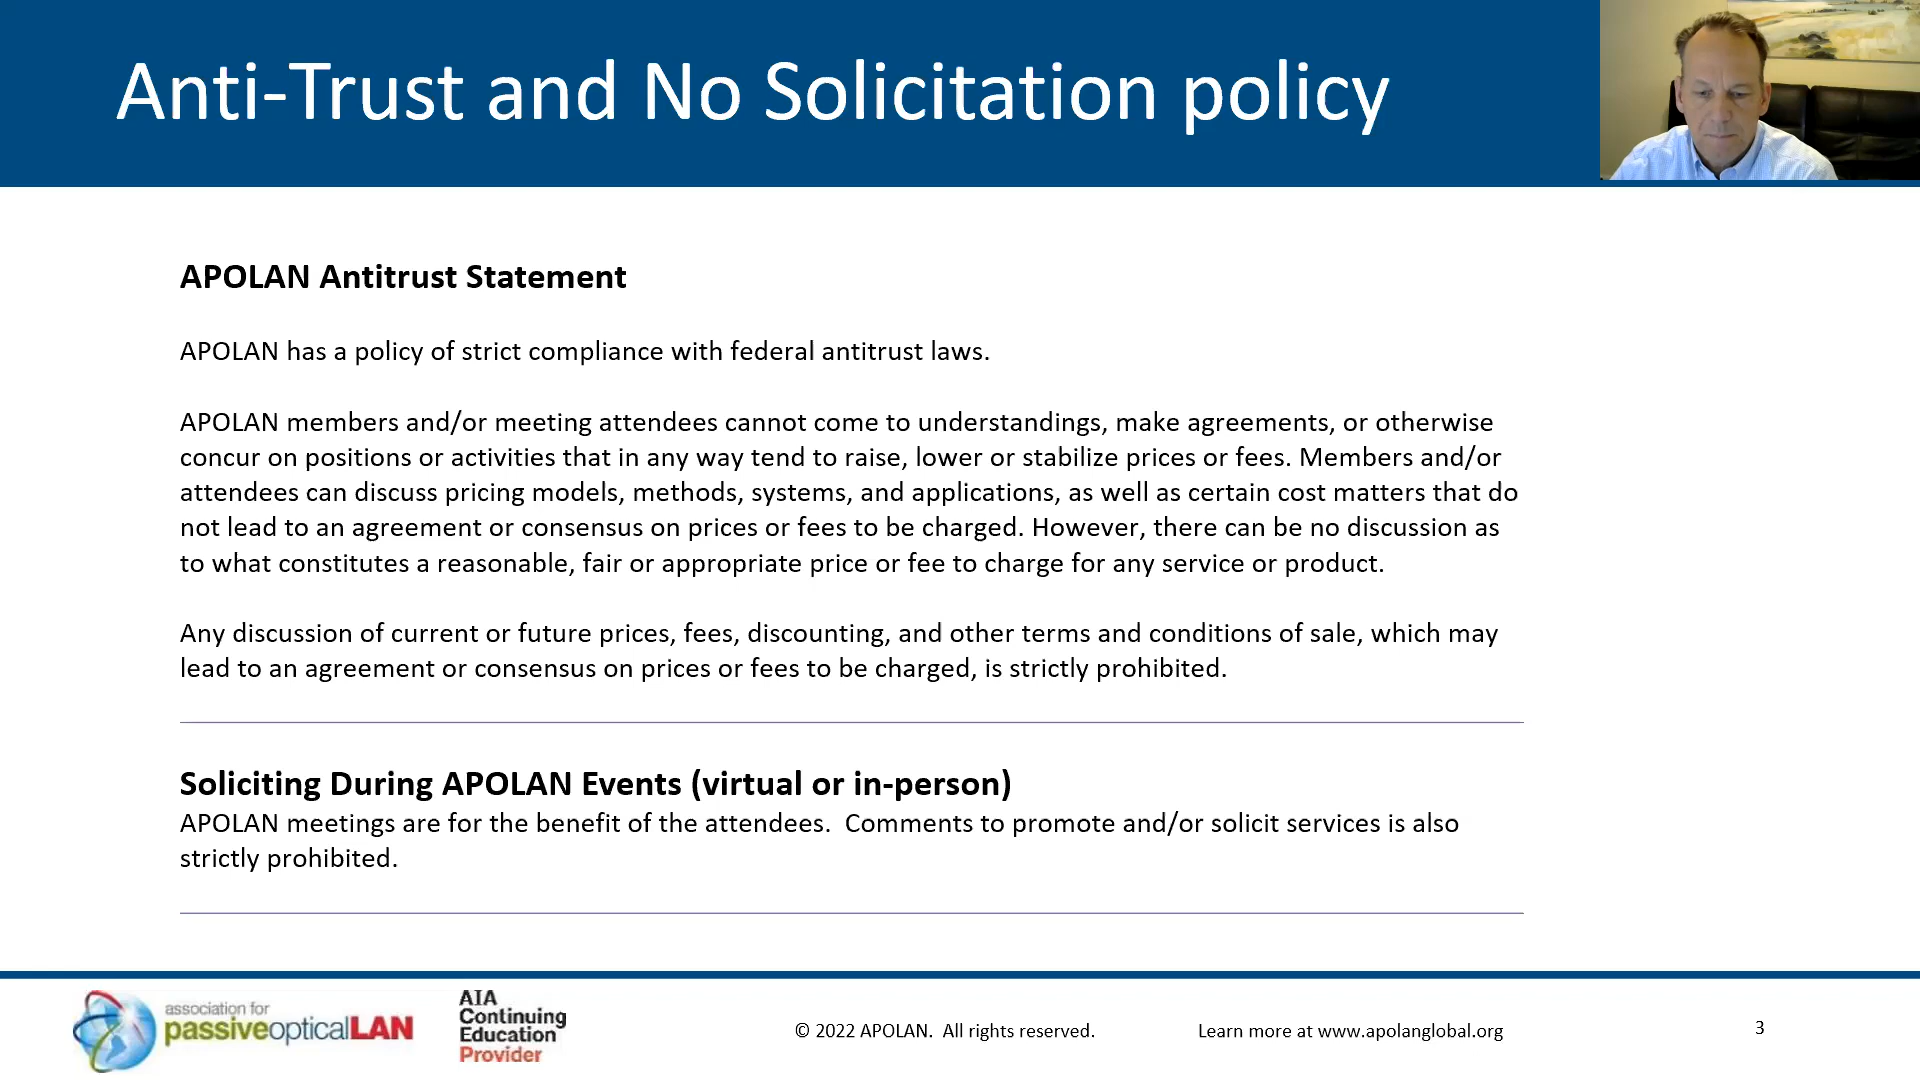 Anti-Trust and No Solicitation policy
APOLAN Antitrust Statement
APOLAN has a policy of strict compliance with federal antitrust laws.
APOLAN members and/or meeting attendees cannot come to understandings, make agreements, or otherwise
concur on positions or activities that in any way tend to raise, lower or stabilize prices or fees. Members and/or
attendees can discuss pricing models, methods, systems, and applications, as well as certain cost matters that do
not lead to an agreement or consensus on prices or fees to be charged. However, there can be no discussion as
to what constitutes a reasonable, fair or appropriate price or fee to charge for any service or product.
Any discussion of current or future prices, fees, discounting, and other terms and conditions of sale, which may
lead to an agreement or consensus on prices or fees to be charged, is strictly prohibited.
Soliciting During APOLAN Events (virtual or in-person)
APOLAN meetings are for the benefit of the attendees.  Comments to promote and/or solicit services is also
strictly prohibited.
association for
passiveopticalLAN
AIA
Continuing
Education
Provider
© 2022 APOLAN.  All rights reserved.
Learn more at www.apolanglobal.org
3